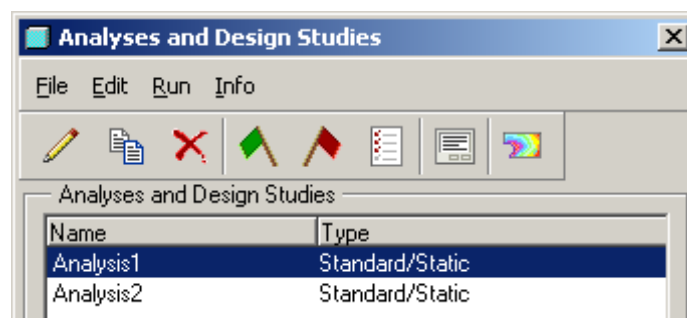 Analyses and Design Studies
File Edit Run Info
Analyses and Design Studies
Name Type
Analysis1 Standard/Static
Analysis2 Standard/Static